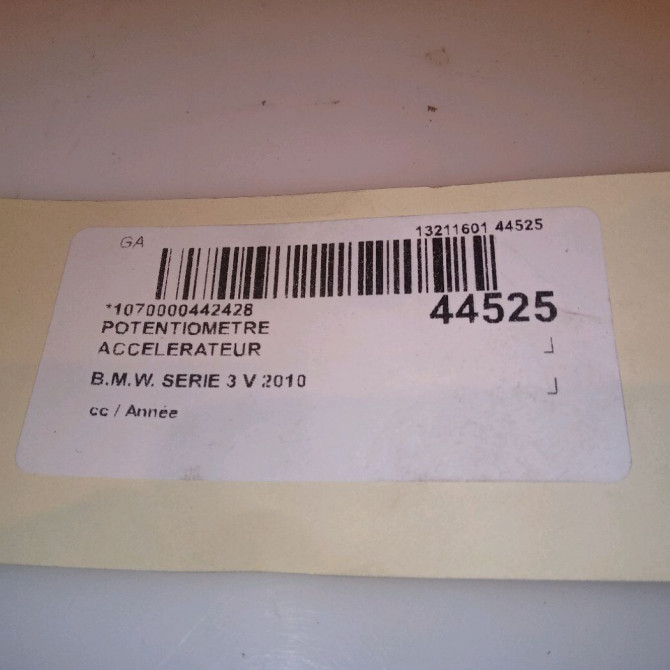 GA
13211601 44525
*1070000442428
44525
POTENTIOMETRE
ACCELERATEUR
B.M.W. SERIE 3 V 2010
cc / Année